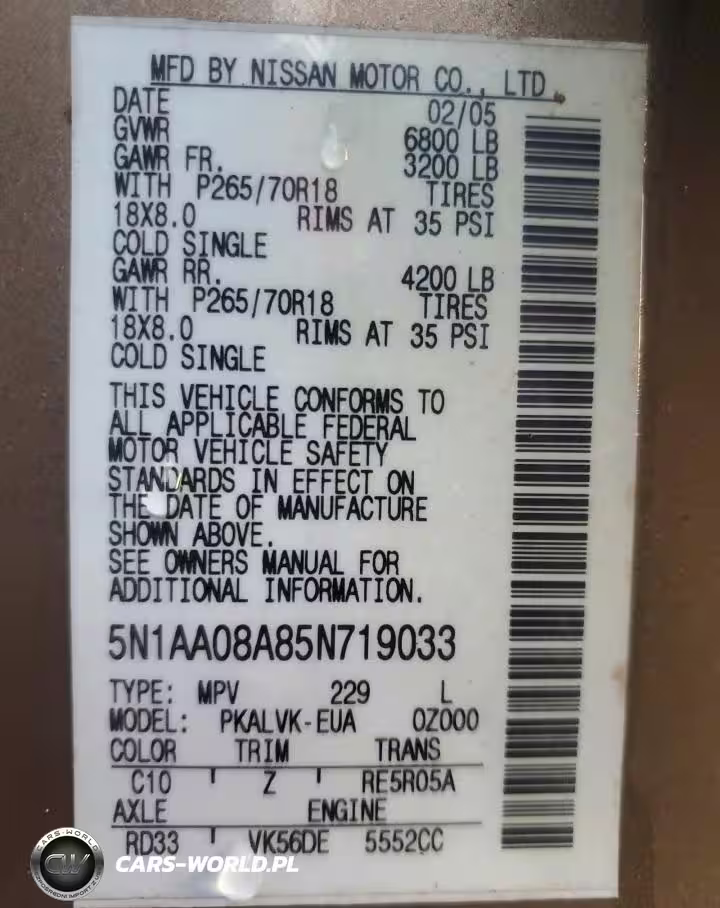 MFD BY NISSAN MOTOR CO., LTD.
DATE 02/05
GVWR 6800 LB
GAWR FR. 3200 LB
WITH P265/70R18 TIRES
18X8.0 RIMS AT 35 PSI
COLD SINGLE
GAWR RR. 4200 LB
WITH P265/70R18 TIRES
18X8.0 RIMS AT 35 PSI
COLD SINGLE
THIS VEHICLE CONFORMS TO
ALL APPLICABLE FEDERAL
MOTOR VEHICLE SAFETY
STANDARDS IN EFFECT ON
THE DATE OF MANUFACTURE
SHOWN ABOVE.
SEE OWNERS MANUAL FOR
ADDITIONAL INFORMATION.
5N1AA08A85N719033
TYPE: MPV 229 L
MODEL: PKALVK-EUA 0Z000
COLOR TRIM TRANS
C10 Z RE5R05A
AXLE ENGINE
RD33 VK56DE 5552CC
CARS-WORLD
CW
CARS-WORLD.PL